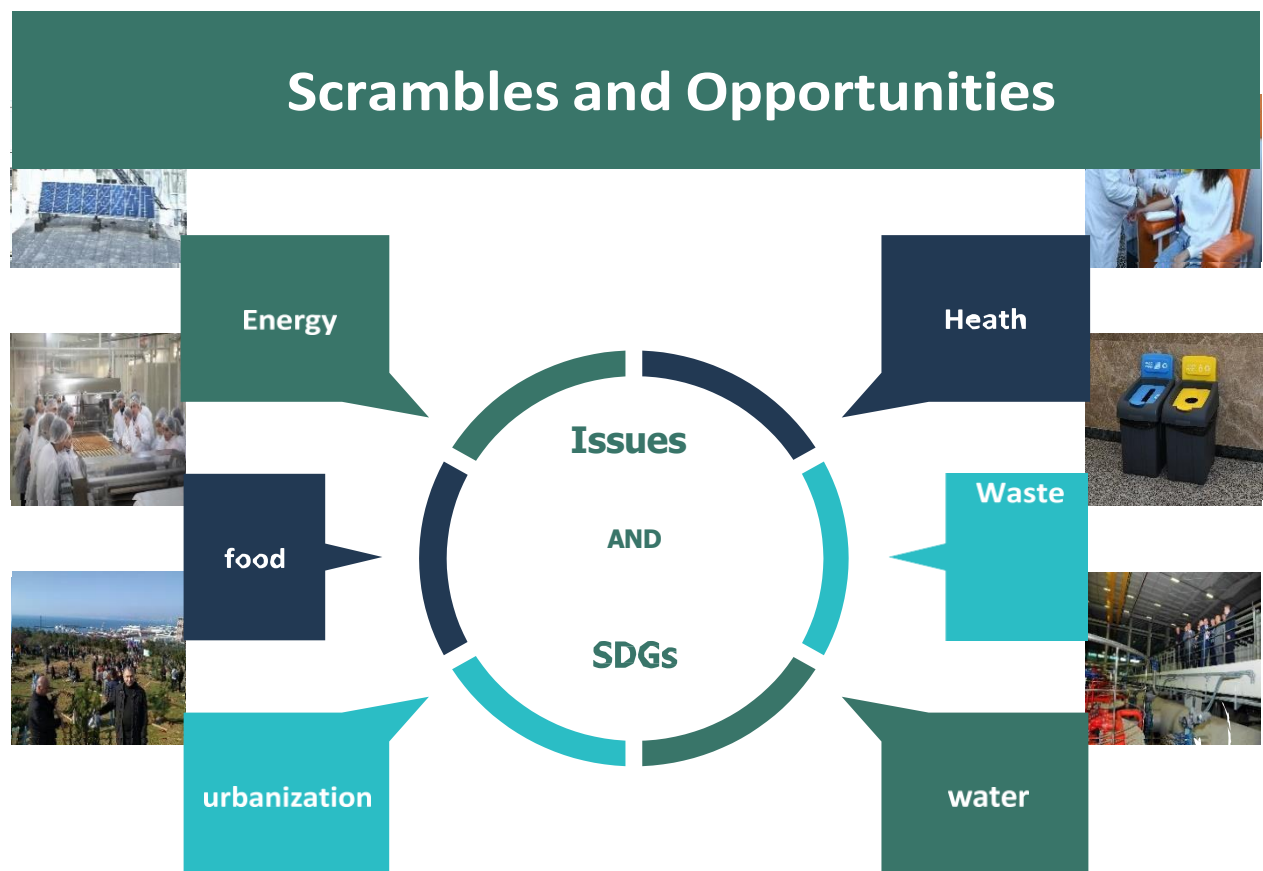 Scrambles and Opportunities
Energy
Heath
Issues
Waste
AND
food
SDGs
urbanization
water